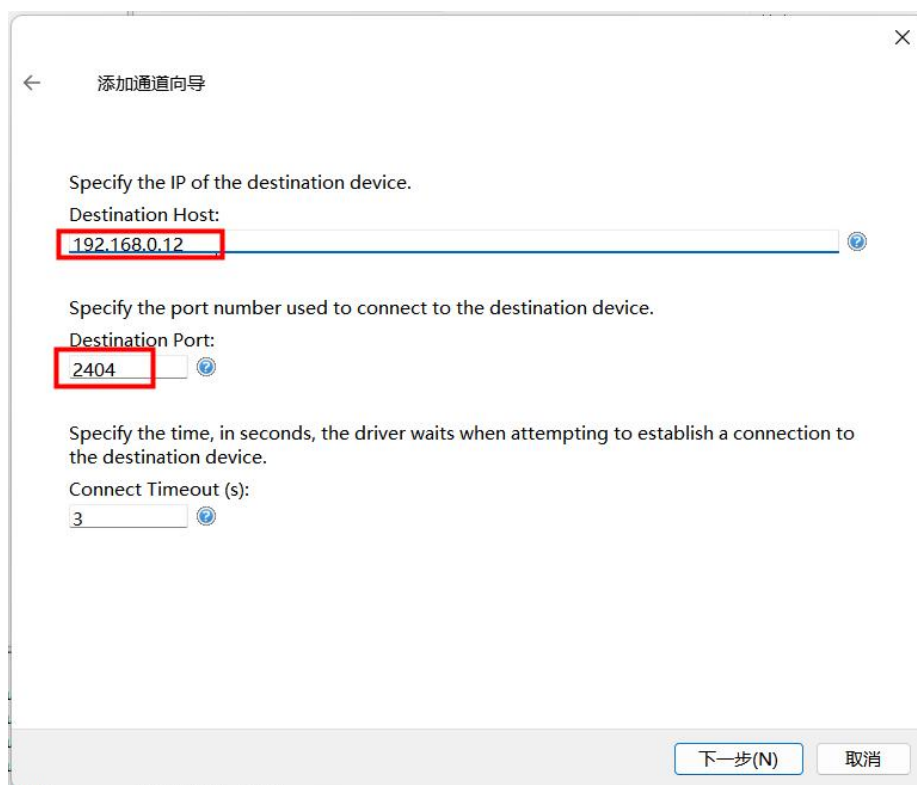 添加通道向导
Specify the IP of the destination device.
Destination Host:
192.168.0.12
Specify the port number used to connect to the destination device.
Destination Port:
2404
Specify the time, in seconds, the driver waits when attempting to establish a connection to
the destination device.
Connect Timeout (s):
3
下一步(N)
取消